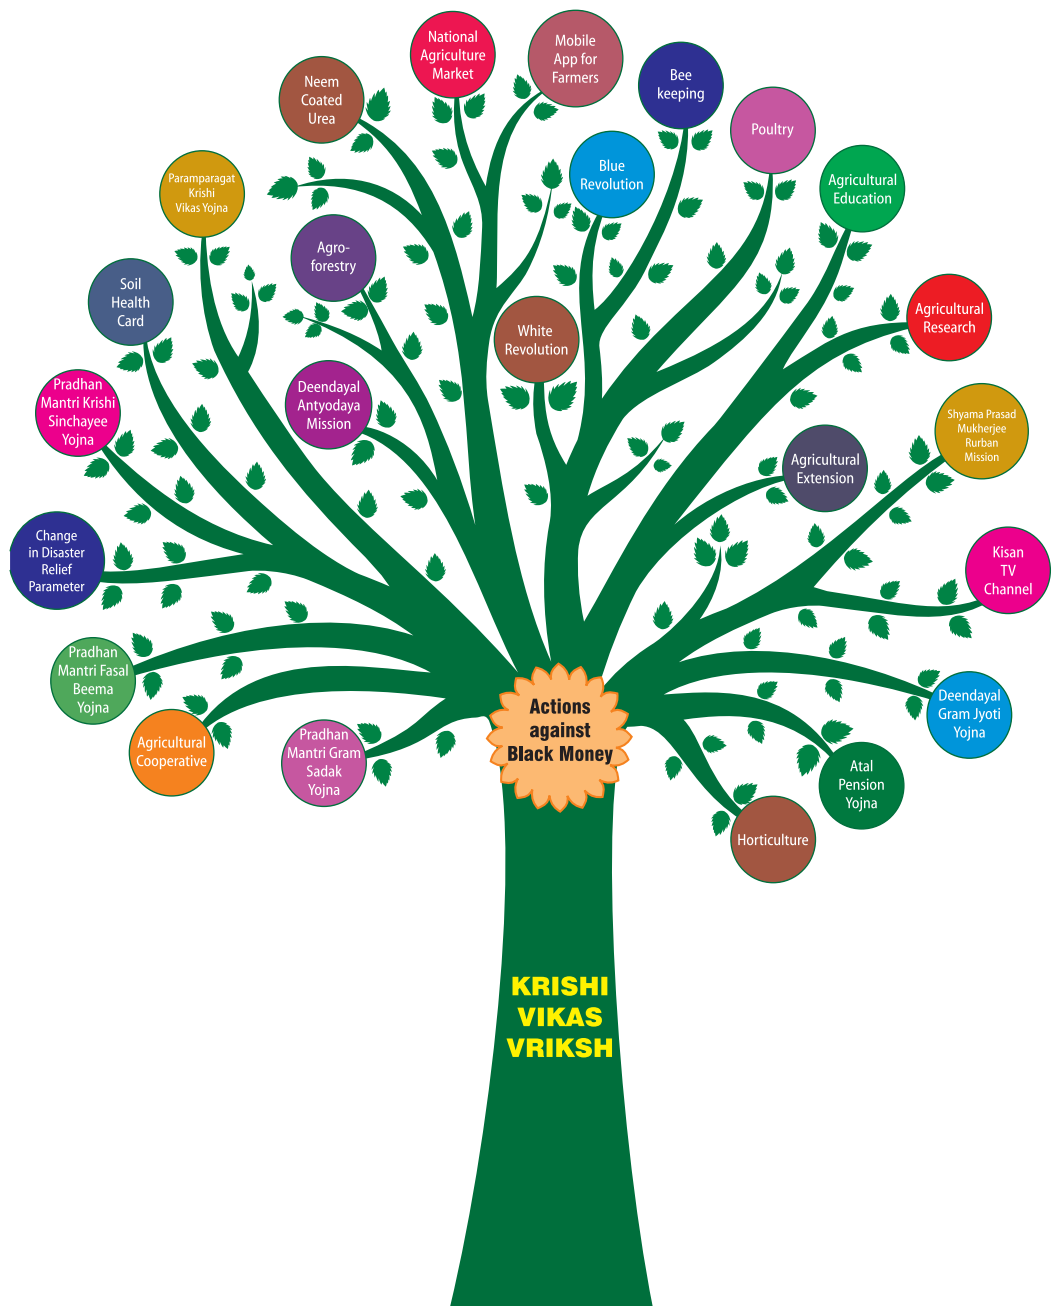 National
Agriculture
Market
Mobile
App for
Farmers
Neem
Coated
Urea
Bee
keeping
Poultry
Blue
Revolution
Agricultural
Education
Paramparagat
Krishi
Vikas Yojna
Agro-
forestry
Soil
Health
Card
White
Revolution
Agricultural
Research
Pradhan
Mantri Krishi
Sinchayee
Yojna
Deendayal
Antyodaya
Mission
Shyama Prasad
Mukherjee
Rurban
Mission
Agricultural
Extension
Change
in Disaster
Relief
Parameter
Kisan
TV
Channel
Pradhan
Mantri Fasal
Beema
Yojna
Deendayal
Gram Jyoti
Yojna
Agricultural
Cooperative
Pradhan
Mantri Gram
Sadak
Yojna
Actions
against
Black Money
Atal
Pension
Yojna
Horticulture
KRISHI
VIKAS
VRIKSH